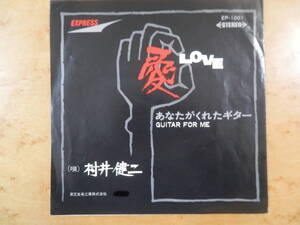 EXPRESS
EP-1001
STEREO
愛 LOVE
あなたがくれたギター
GUITAR FOR ME
(唄) 村井健二
東芝音楽工業株式会社